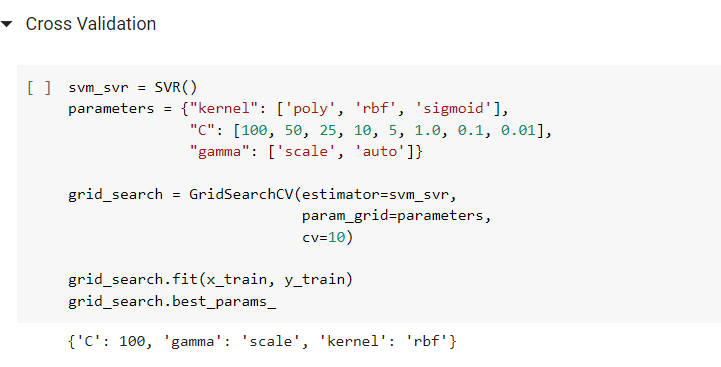 Cross Validation
[ ] svm_svr = SVR()
parameters = {"kernel": ['poly', 'rbf', 'sigmoid'],
"C": [100, 50, 25, 10, 5, 1.0, 0.1, 0.01],
"gamma": ['scale', 'auto']}
grid_search = GridSearchCV(estimator=svm_svr,
param_grid=parameters,
cv=10)
grid_search.fit(x_train, y_train)
grid_search.best_params_
{'C': 100, 'gamma': 'scale', 'kernel': 'rbf'}